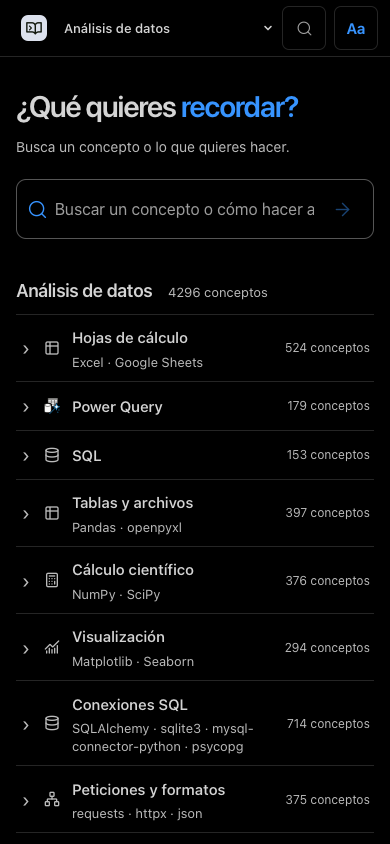 Análisis de datos
Aa
¿Qué quieres recordar?
Busca un concepto o lo que quieres hacer.
Buscar un concepto o cómo hacer a
Análisis de datos 4296 conceptos
Hojas de cálculo
Excel · Google Sheets
524 conceptos
Power Query
179 conceptos
SQL
153 conceptos
Tablas y archivos
Pandas · openpyxl
397 conceptos
Cálculo científico
NumPy · SciPy
376 conceptos
Visualización
Matplotlib · Seaborn
294 conceptos
Conexiones SQL
SQLAlchemy · sqlite3 · mysql-
connector-python · psycopg
714 conceptos
Peticiones y formatos
requests · httpx · json
375 conceptos